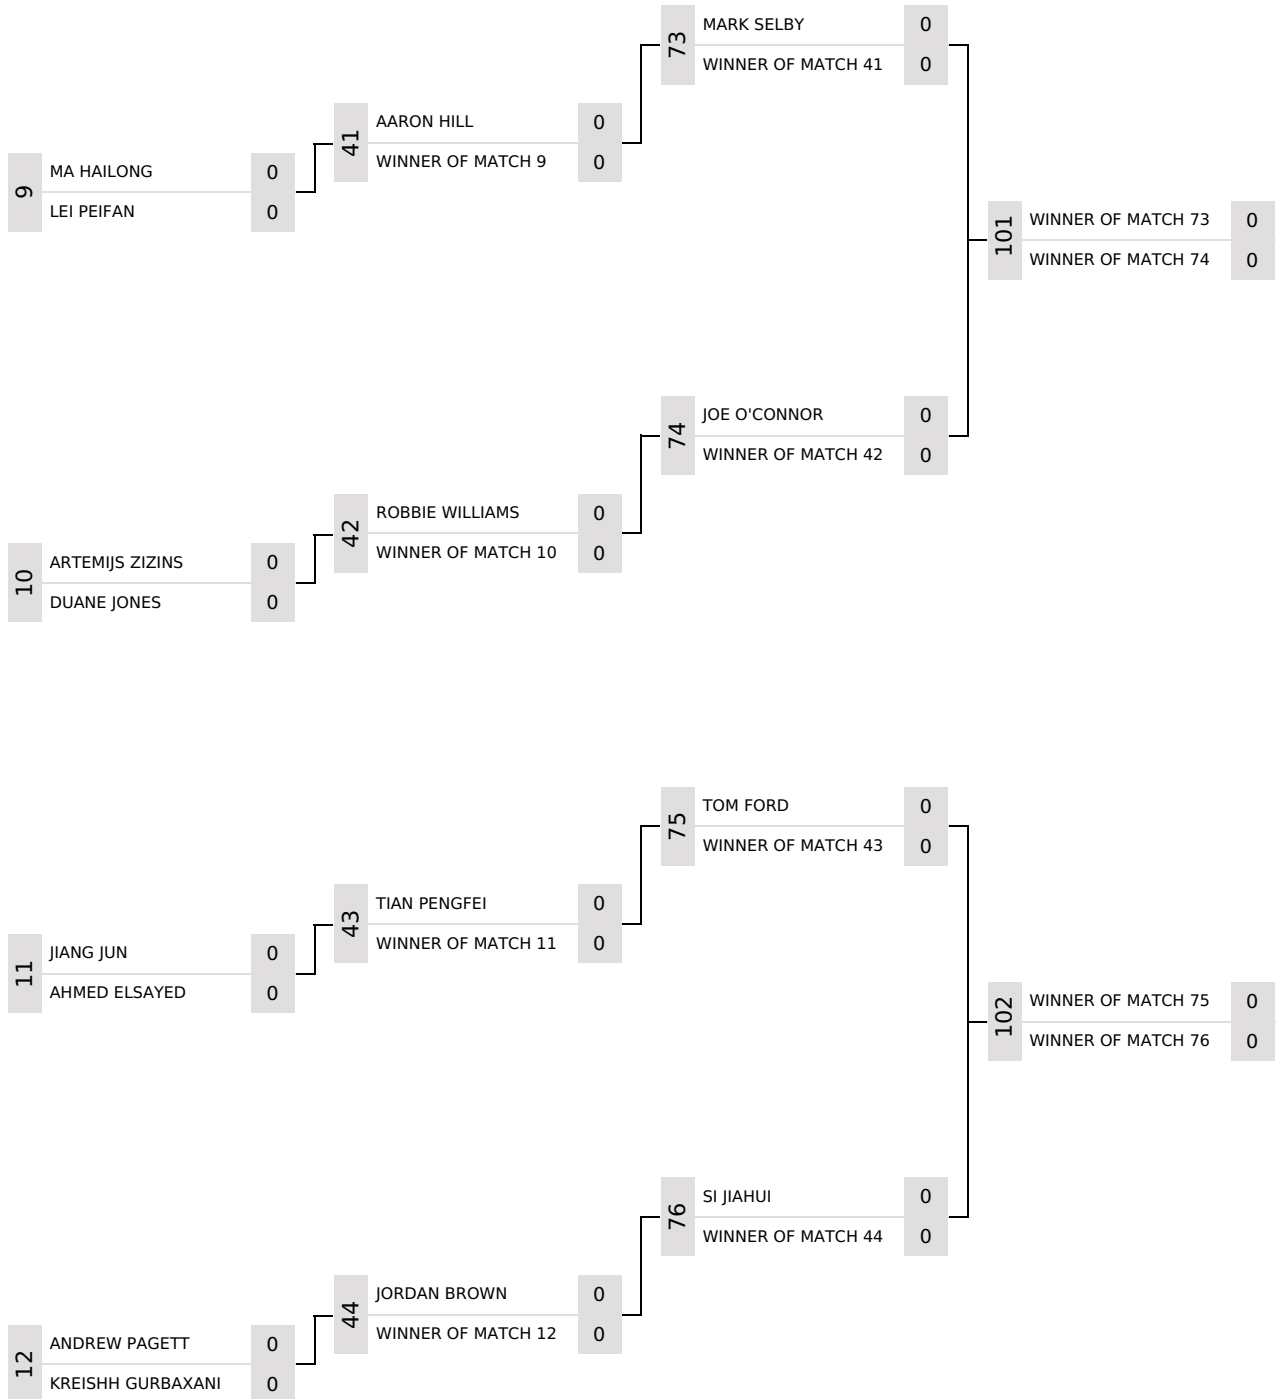 73
MARK SELBY 0
WINNER OF MATCH 41 0
41
AARON HILL 0
WINNER OF MATCH 9 0
9
MA HAILONG 0
LEI PEIFAN 0
101
WINNER OF MATCH 73 0
WINNER OF MATCH 74 0
74
JOE O'CONNOR 0
WINNER OF MATCH 42 0
42
ROBBIE WILLIAMS 0
WINNER OF MATCH 10 0
10
ARTEMIJS ZIZINS 0
DUANE JONES 0
75
TOM FORD 0
WINNER OF MATCH 43 0
43
TIAN PENGFEI 0
WINNER OF MATCH 11 0
11
JIANG JUN 0
AHMED ELSAYED 0
102
WINNER OF MATCH 75 0
WINNER OF MATCH 76 0
76
SI JIAHUI 0
WINNER OF MATCH 44 0
44
JORDAN BROWN 0
WINNER OF MATCH 12 0
12
ANDREW PAGETT 0
KREISHH GURBAXANI 0